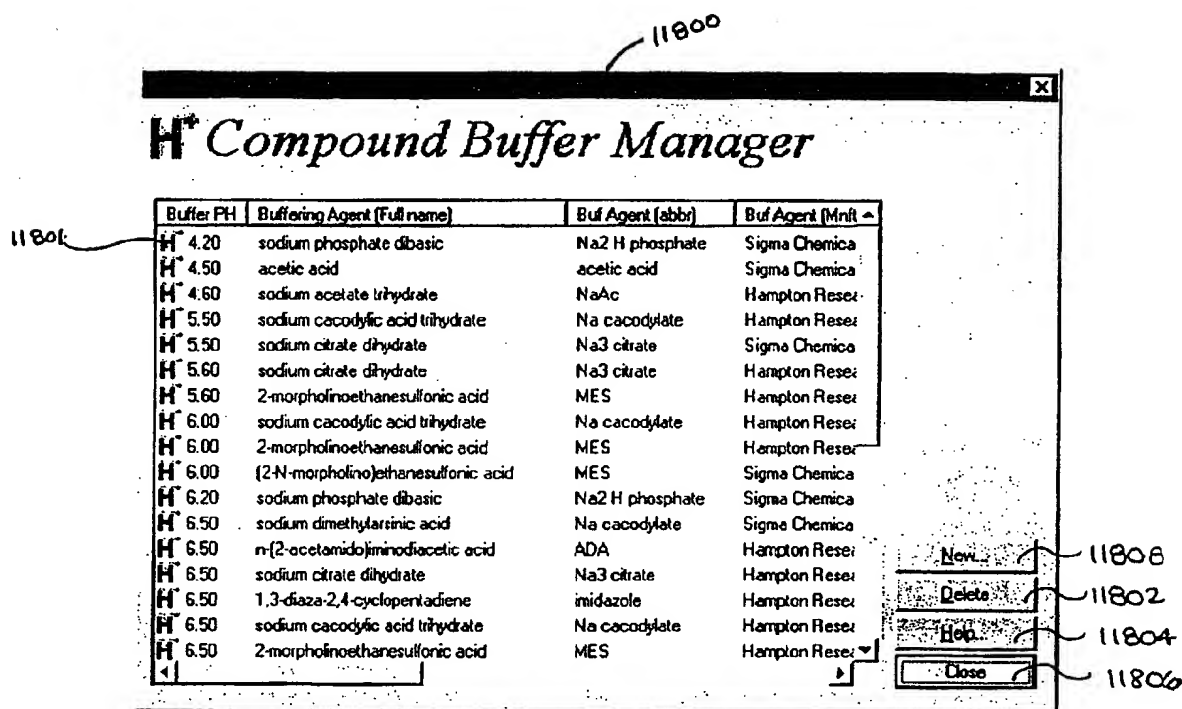 11800
H+ Compound Buffer Manager
Buffer PH Buffering Agent (Full name) Buf Agent (abbr) Buf Agent (Mnft
H+ 4.20 sodium phosphate dibasic Na2 H phosphate Sigma Chemica
H+ 4.50 acetic acid acetic acid Sigma Chemica
H+ 4.60 sodium acetate trihydrate NaAc Hampton Resea
H+ 5.50 sodium cacodylic acid trihydrate Na cacodylate Hampton Resea
H+ 5.50 sodium citrate dihydrate Na3 citrate Sigma Chemica
H+ 5.60 sodium citrate dihydrate Na3 citrate Hampton Resea
H+ 5.60 2-morpholinoethanesulfonic acid MES Hampton Resea
H+ 6.00 sodium cacodylic acid trihydrate Na cacodylate Hampton Resea
H+ 6.00 2-morpholinoethanesulfonic acid MES Hampton Resea
H+ 6.00 (2-N-morpholino)ethanesulfonic acid MES Sigma Chemica
H+ 6.20 sodium phosphate dibasic Na2 H phosphate Sigma Chemica
H+ 6.50 sodium dimethylarsinic acid Na cacodylate Sigma Chemica
H+ 6.50 n-(2-acetamido)iminodiacetic acid ADA Hampton Resea
H+ 6.50 sodium citrate dihydrate Na3 citrate Hampton Resea
H+ 6.50 1,3-diaza-2,4-cyclopentadiene imidazole Hampton Resea
H+ 6.50 sodium cacodylic acid trihydrate Na cacodylate Hampton Resea
H+ 6.50 2-morpholinoethanesulfonic acid MES Hampton Resea
New... 11808
Delete 11802
Help... 11804
Close 11806